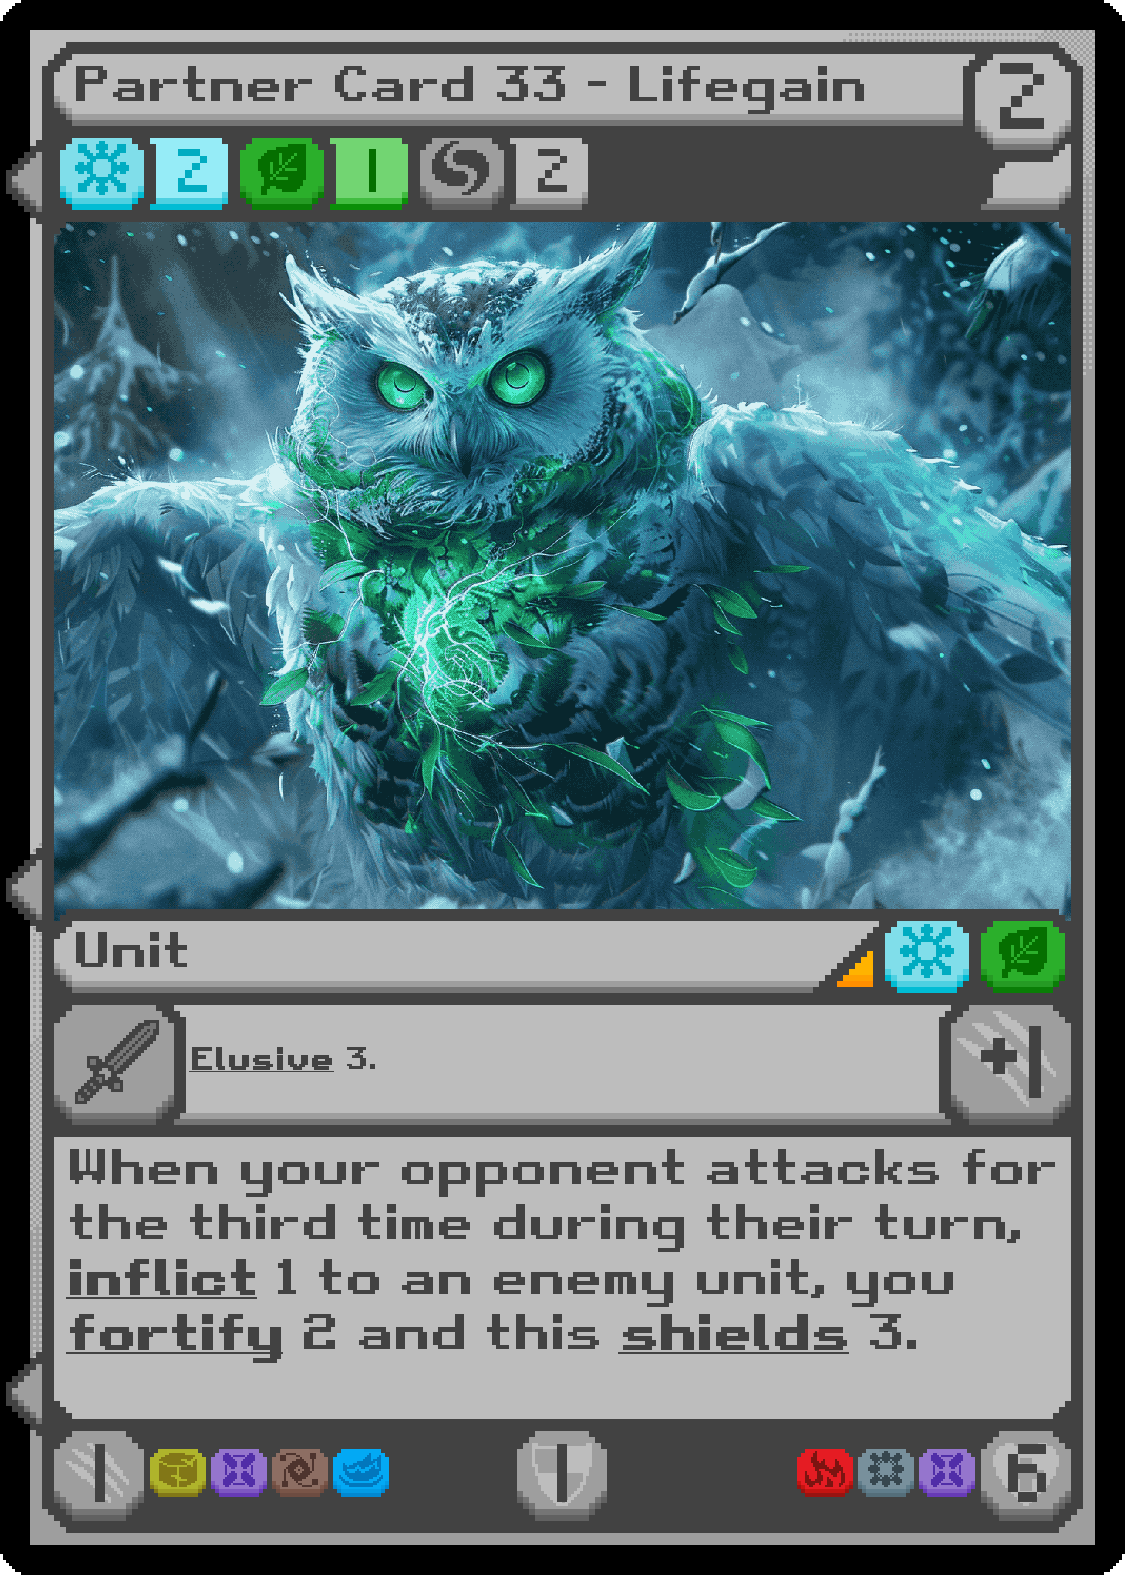 Partner Card 33 - Lifegain
2
2 1 2
Unit
Elusive 3.
+1
When your opponent attacks for
the third time during their turn,
inflict 1 to an enemy unit, you
fortify 2 and this shields 3.
1 1 6